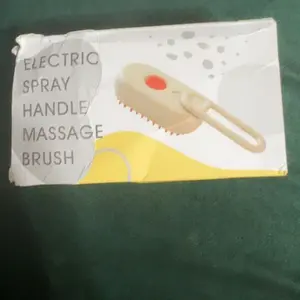 ELECTRIC
SPRAY
HANDLE
MASSAGE
BRUSH